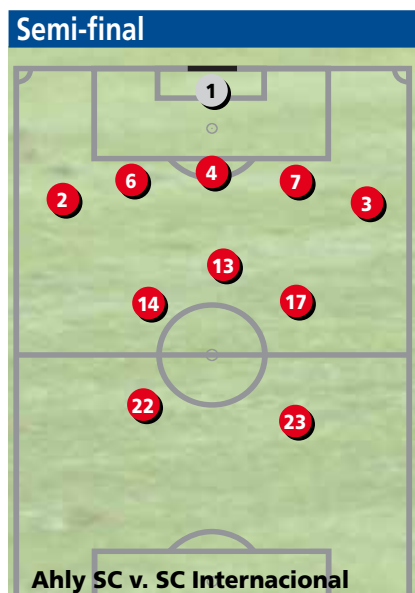 Semi-final
1
6 4 7
2 3
13
14 17
22
23
Ahly SC v. SC Internacional